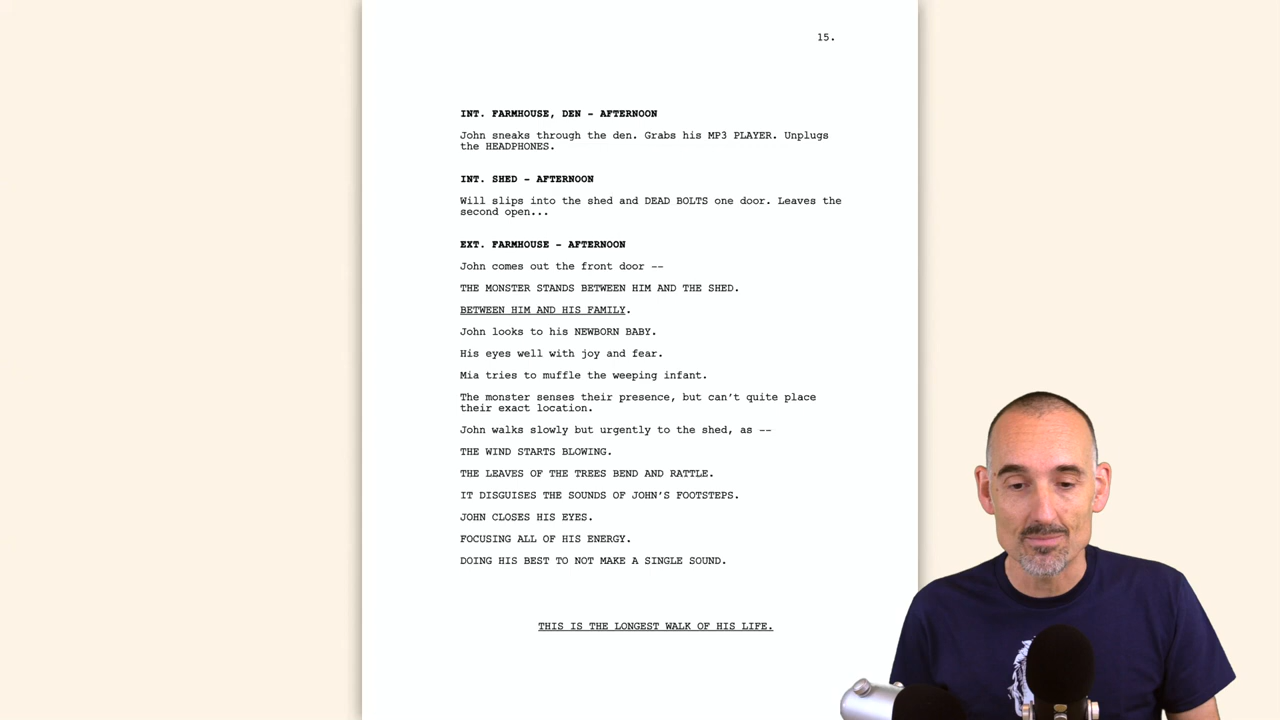 15.
INT. FARMHOUSE, DEN - AFTERNOON
John sneaks through the den. Grabs his MP3 PLAYER. Unplugs
the HEADPHONES.
INT. SHED - AFTERNOON
Will slips into the shed and DEAD BOLTS one door. Leaves the
second open...
EXT. FARMHOUSE - AFTERNOON
John comes out the front door --
THE MONSTER STANDS BETWEEN HIM AND THE SHED.
BETWEEN HIM AND HIS FAMILY.
John looks to his NEWBORN BABY.
His eyes well with joy and fear.
Mia tries to muffle the weeping infant.
The monster senses their presence, but can't quite place
their exact location.
John walks slowly but urgently to the shed, as --
THE WIND STARTS BLOWING.
THE LEAVES OF THE TREES BEND AND RATTLE.
IT DISGUISES THE SOUNDS OF JOHN'S FOOTSTEPS.
JOHN CLOSES HIS EYES.
FOCUSING ALL OF HIS ENERGY.
DOING HIS BEST TO NOT MAKE A SINGLE SOUND.
THIS IS THE LONGEST WALK OF HIS LIFE.